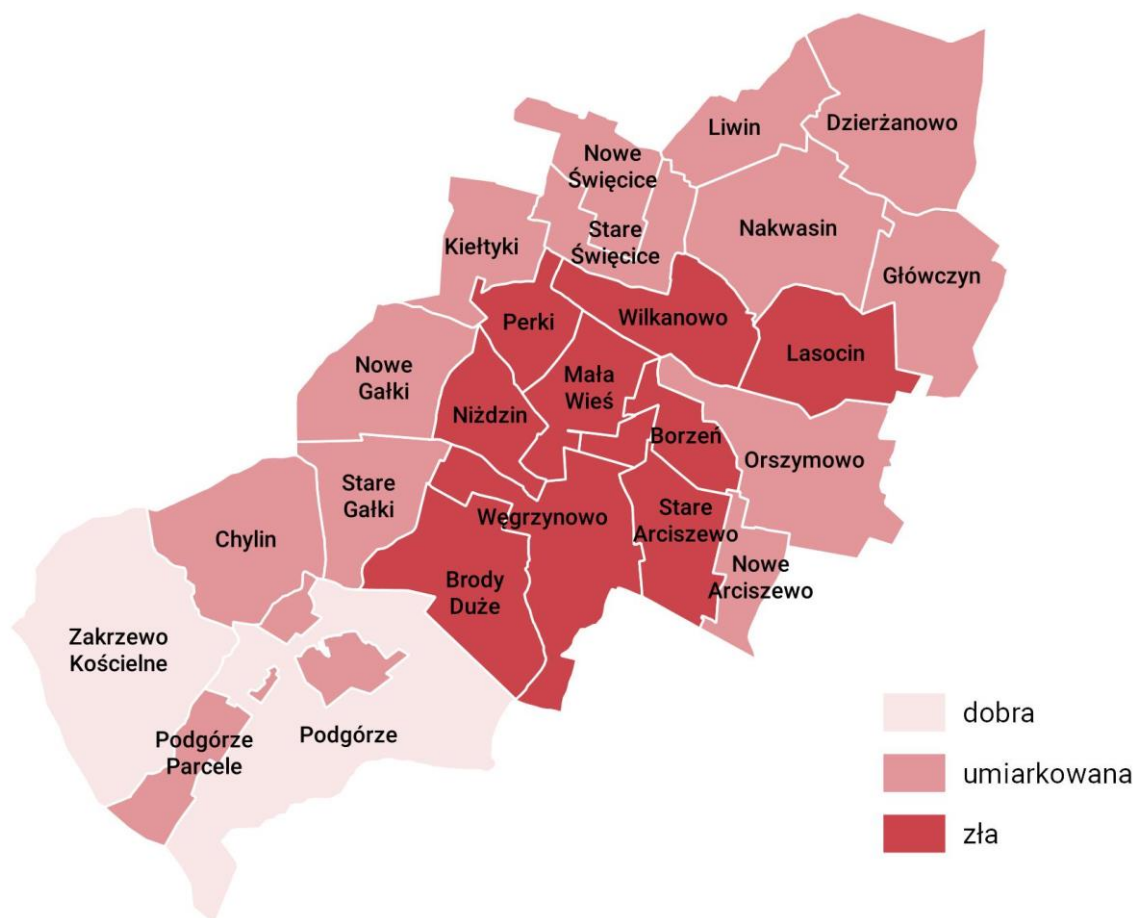 Dzierżanowo
Liwin
Nowe
Święcice
Stare
Święcice
Nakwasin
Kiełtyki
Główczyn
Perki
Wilkanowo
Lasocin
Nowe
Gałki
Mała
Wieś
Niżdzin
Borzeń
Orszymowo
Stare
Gałki
Węgrzynowo
Stare
Arciszewo
Chylin
Nowe
Arciszewo
Brody
Duże
Zakrzewo
Kościelne
Podgórze
Parcele
Podgórze
dobra
umiarkowana
zła